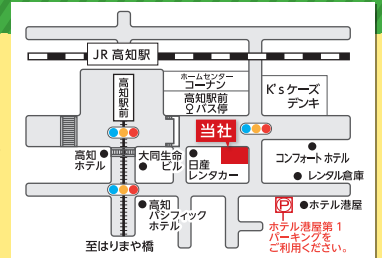 JR 高知駅
ホームセンター
コーナン
K'sケーズ
デンキ
高知駅前
高知駅前
バス停
当社
高知
ホテル
大同生命
ビル
日産
レンタカー
コンフォートホテル
レンタル倉庫
高知
パシフィック
ホテル
P
ホテル港屋
ホテル港屋第1
パーキングを
ご利用ください。
至はりまや橋